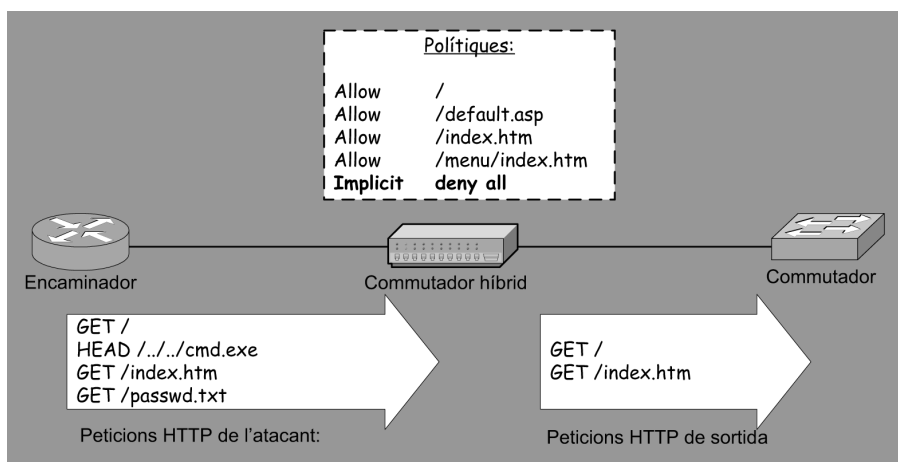 Polítiques:
Allow /
Allow /default.asp
Allow /index.htm
Allow /menu/index.htm
Implicit deny all
Encaminador
Commutador híbrid
Commutador
GET /
HEAD /../../cmd.exe
GET /index.htm
GET /passwd.txt
Peticions HTTP de l'atacant:
GET /
GET /index.htm
Peticions HTTP de sortida